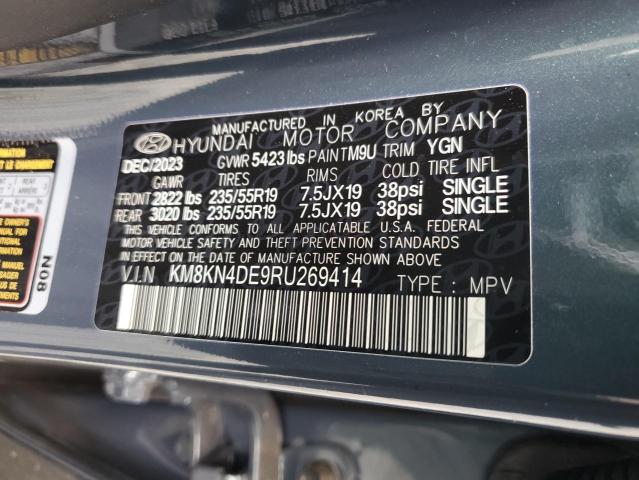 MANUFACTURED IN KOREA BY
HYUNDAI MOTOR COMPANY
DEC/2023 GVWR 5423 lbs PAINT M9U TRIM YGN
GAWR TIRES RIMS COLD TIRE INFL
FRONT 2822 lbs 235/55R19 7.5JX19 38psi SINGLE
REAR 3020 lbs 235/55R19 7.5JX19 38psi SINGLE
THIS VEHICLE CONFORMS TO ALL APPLICABLE U.S.A. FEDERAL
MOTOR VEHICLE SAFETY AND THEFT PREVENTION STANDARDS
IN EFFECT ON THE DATE OF MANUFACTURE SHOWN ABOVE
V.I.N KM8KN4DE9RU269414 TYPE : MPV
N08